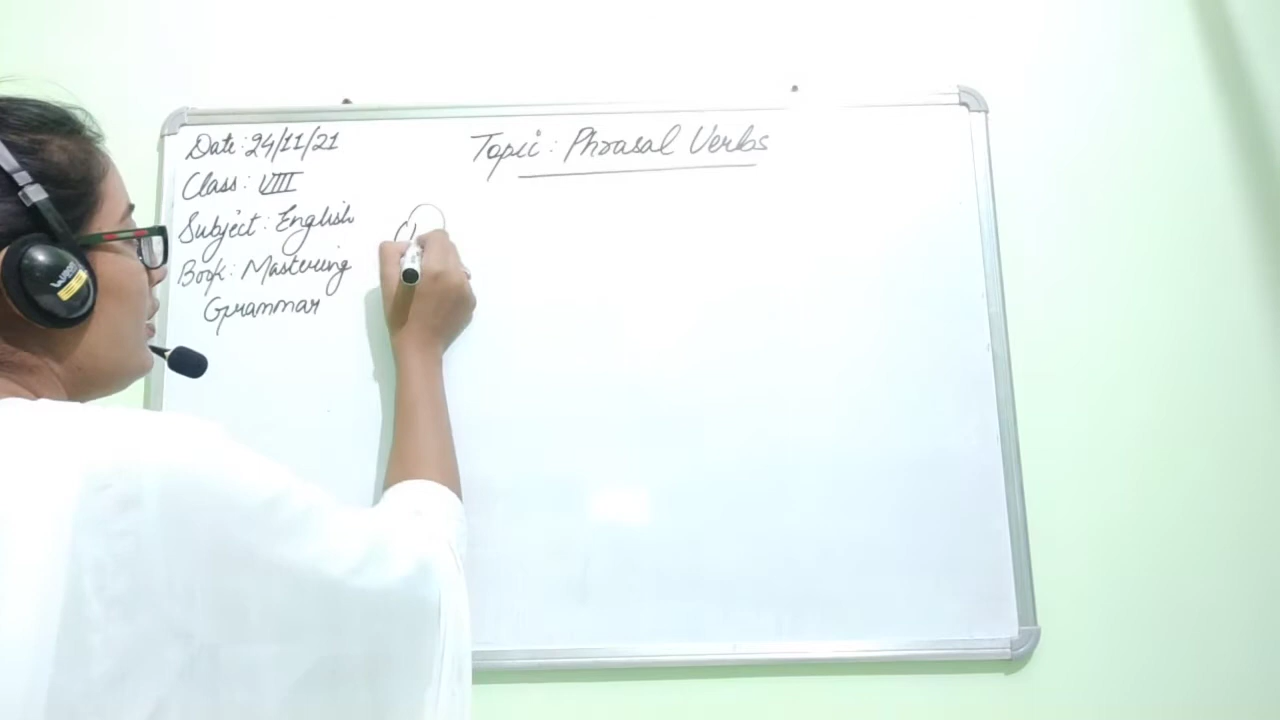 Date: 24/11/21
Class: VIII
Subject: English
Book: Mastering
Grammar
Topic: Phrasal Verbs